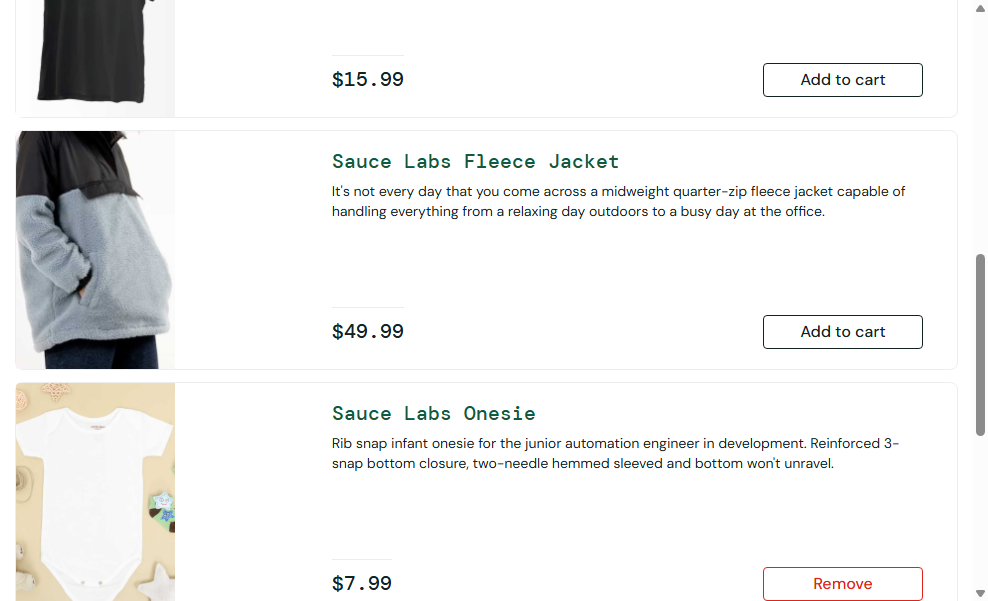 $15.99
Add to cart
Sauce Labs Fleece Jacket
It's not every day that you come across a midweight quarter-zip fleece jacket capable of
handling everything from a relaxing day outdoors to a busy day at the office.
$49.99
Add to cart
Sauce Labs Onesie
Rib snap infant onesie for the junior automation engineer in development. Reinforced 3-
snap bottom closure, two-needle hemmed sleeved and bottom won't unravel.
$7.99
Remove